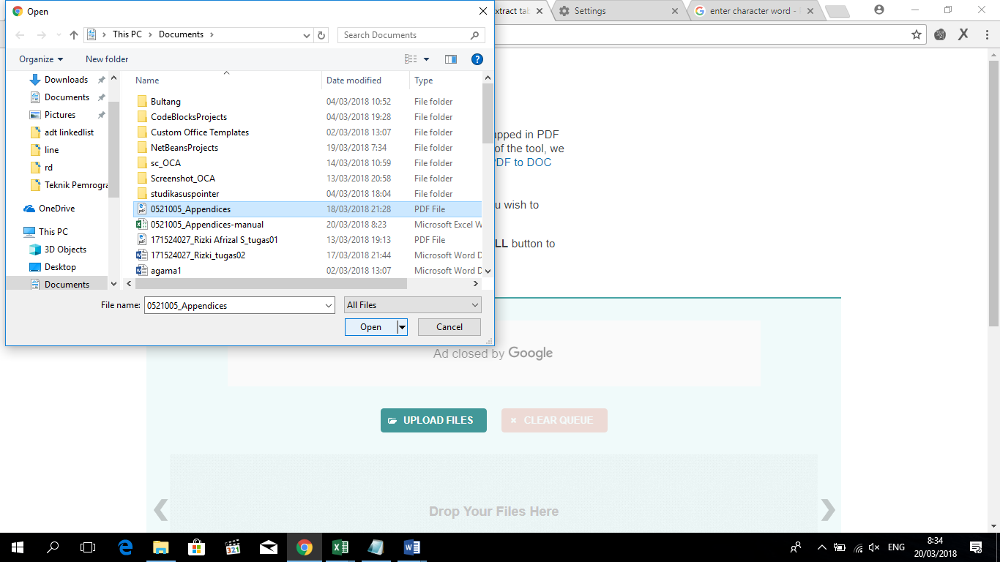 Open
xtract tab
Settings
enter character word -
This PC > Documents >
Search Documents
Organize
New folder
Downloads
Documents
Pictures
adt linkedlist
line
rd
Teknik Pemrogra
OneDrive
This PC
3D Objects
Desktop
Documents
Name Date modified Type
Bultang 04/03/2018 10:52 File folder
CodeBlocksProjects 04/03/2018 19:28 File folder
Custom Office Templates 02/03/2018 13:07 File folder
NetBeansProjects 19/03/2018 7:34 File folder
sc_OCA 14/03/2018 10:59 File folder
Screenshot_OCA 13/03/2018 20:58 File folder
studikasuspointer 04/03/2018 18:04 File folder
0521005_Appendices 18/03/2018 21:28 PDF File
0521005_Appendices-manual 20/03/2018 8:23 Microsoft Excel W
171524027_Rizki Afrizal S_tugas01 13/03/2018 19:13 PDF File
171524027_Rizki_tugas02 17/03/2018 21:44 Microsoft Word D
agama1 02/03/2018 13:07 Microsoft Word D
File name: 0521005_Appendices All Files
Open Cancel
apped in PDF
of the tool, we
PDF to DOC
u wish to
LL button to
Ad closed by Google
UPLOAD FILES
CLEAR QUEUE
Drop Your Files Here
321
ENG
8:34
20/03/2018